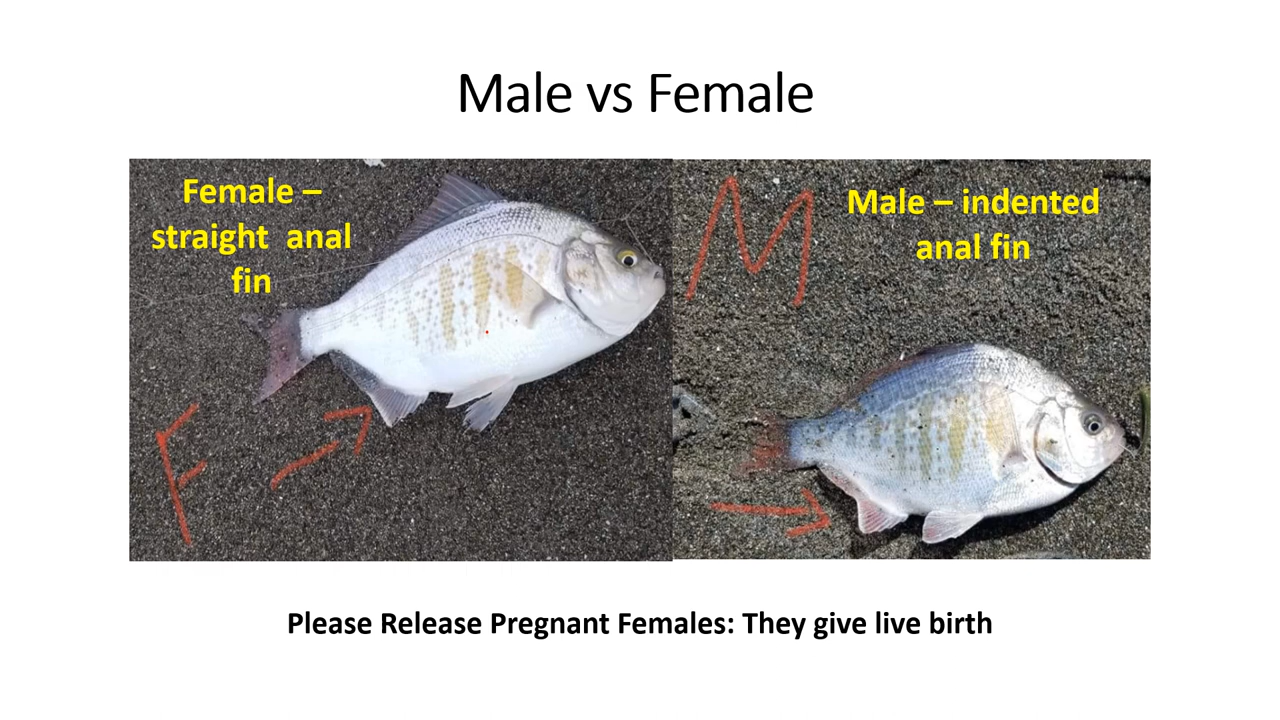 Male vs Female
Female –
straight  anal
fin
M
Male – indented
anal fin
F
Please Release Pregnant Females: They give live birth